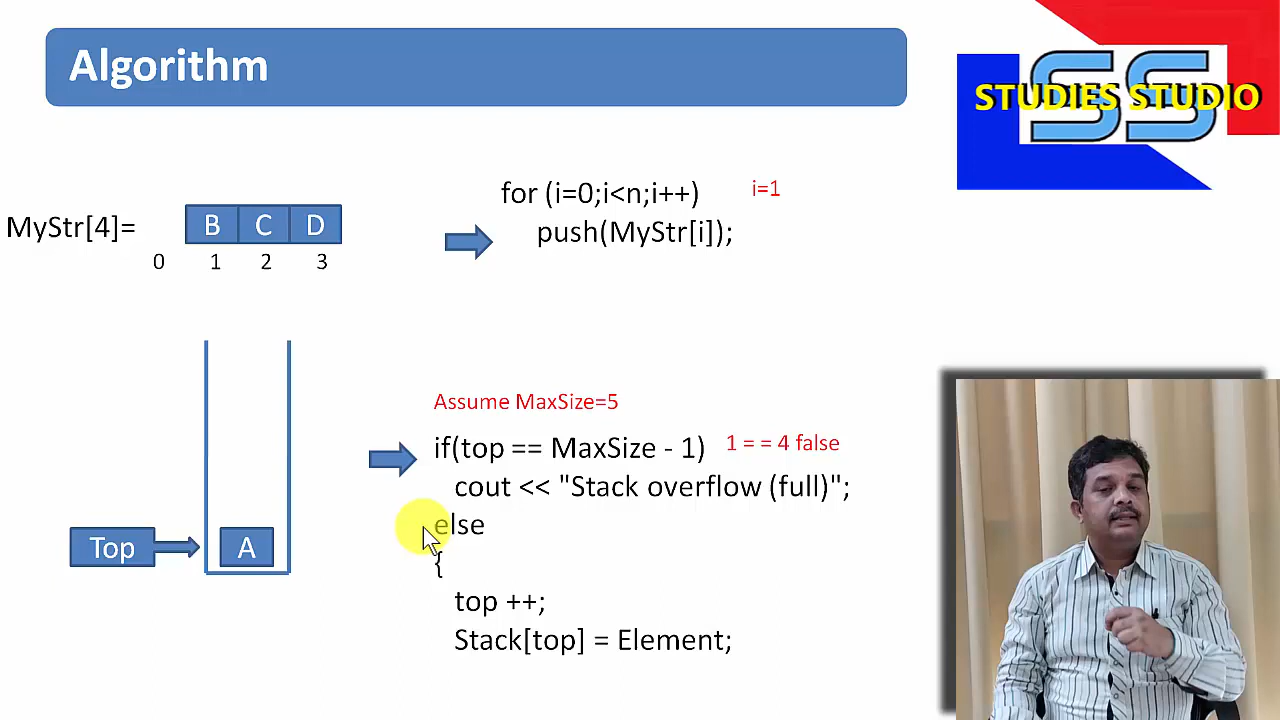 Algorithm
SS
STUDIES STUDIO
for (i=0;i<n;i++) i=1
push(MyStr[i]);
MyStr[4]= B C D
0 1 2 3
Assume MaxSize=5
if(top == MaxSize - 1) 1 = = 4 false
cout << "Stack overflow (full)";
else
{
top ++;
Stack[top] = Element;
Top A